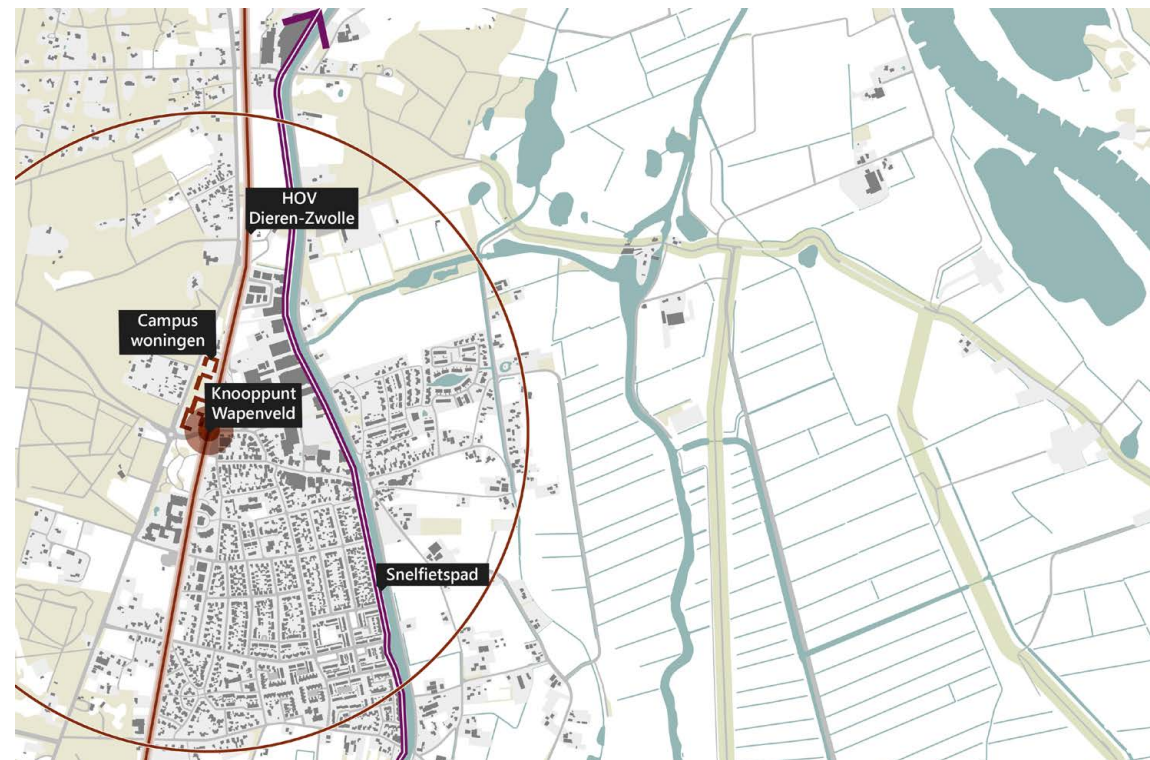 HOV
Dieren-Zwolle
Campus
woningen
Knooppunt
Wapenveld
Snelfietspad